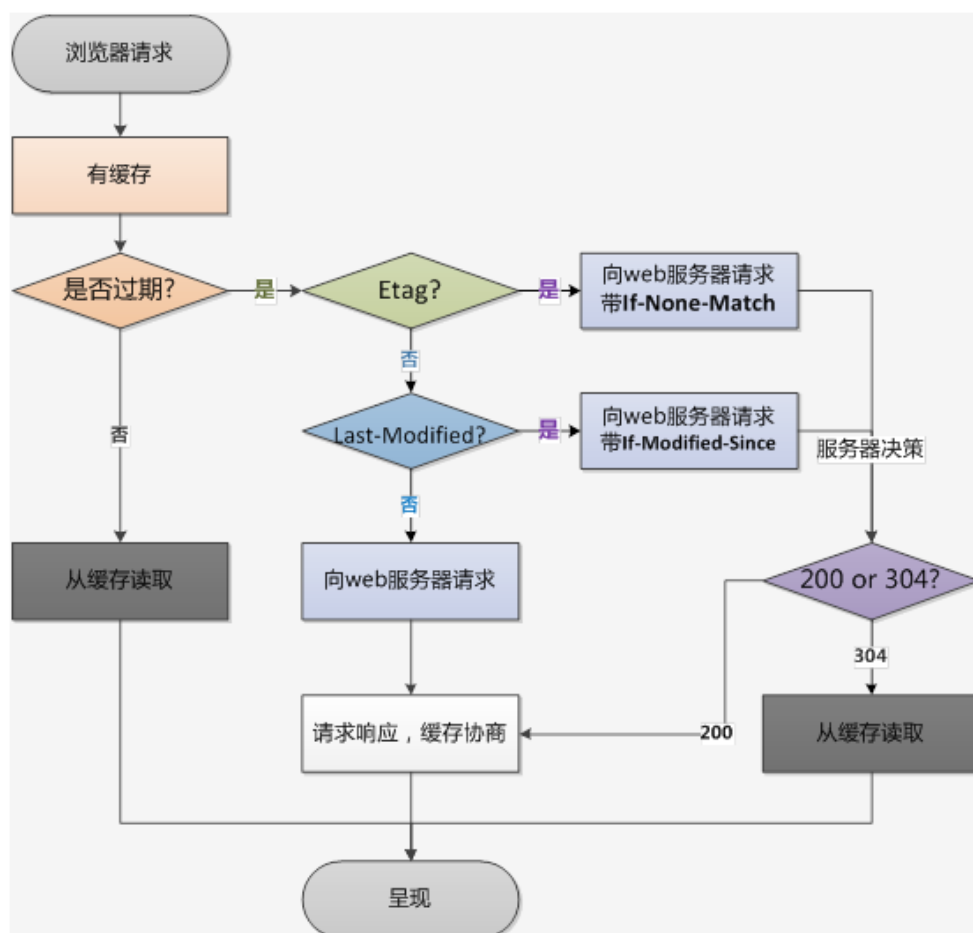 浏览器请求
有缓存
是否过期?
是
Etag?
是
向web服务器请求
带If-None-Match
否
否
Last-Modified?
是
向web服务器请求
带If-Modified-Since
服务器决策
否
从缓存读取
向web服务器请求
200 or 304?
304
请求响应，缓存协商
200
从缓存读取
呈现